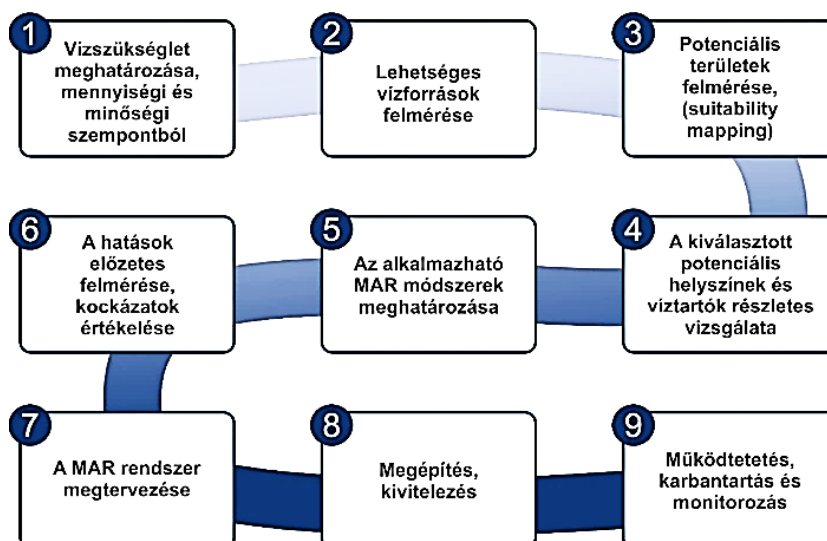 1
Vízszükséglet
meghatározása,
mennyiségi és
minőségi
szempontból
2
Lehetséges
vízforrások
felmérése
3
Potenciális
területek
felmérése,
(suitability
mapping)
4
A kiválasztott
potenciális
helyszínek és
víztartók részletes
vizsgálata
5
Az alkalmazható
MAR módszerek
meghatározása
6
A hatások
előzetes
felmérése,
kockázatok
értékelése
7
A MAR rendszer
megtervezése
8
Megépítés,
kivitelezés
9
Működtetetés,
karbantartás és
monitorozás